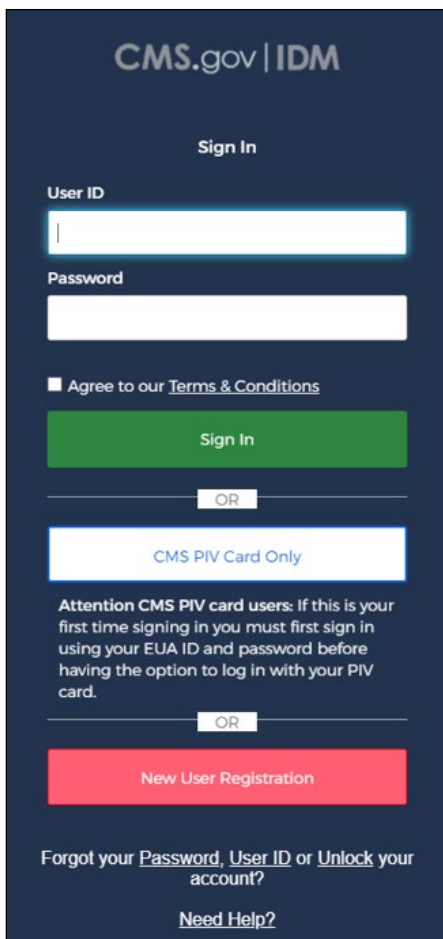 CMS.gov|IDM
Sign In
User ID
Password
Agree to our Terms & Conditions
Sign In
OR
CMS PIV Card Only
Attention CMS PIV card users: If this is your
first time signing in you must first sign in
using your EUA ID and password before
having the option to log in with your PIV
card.
OR
New User Registration
Forgot your Password, User ID or Unlock your
account?
Need Help?